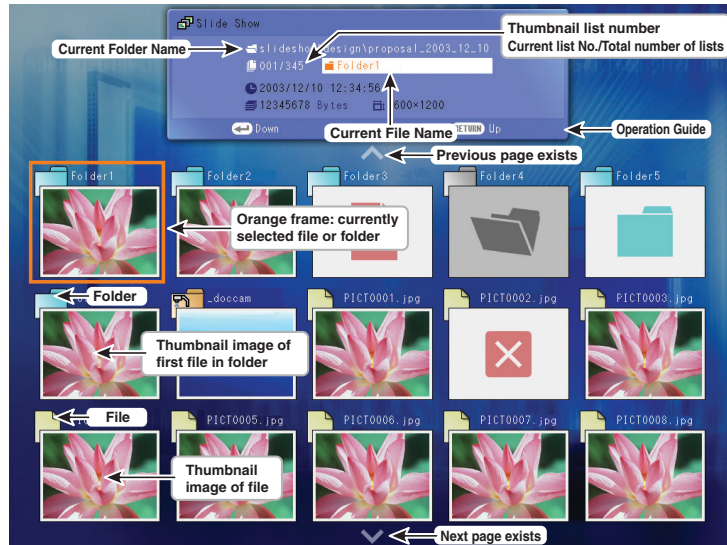 Slide Show
Thumbnail list number
Current list No./Total number of lists
Current Folder Name
slideshow design\proposal_2003_12_10
001/345
Folder1
2003/12/10 12:34:56
12345678 Bytes
600×1200
Current File Name
Down
RETURN Up
Operation Guide
Previous page exists
Folder1
Folder2
Folder3
Folder4
Folder5
Orange frame: currently
selected file or folder
Folder
_doccam
PICT0001.jpg
PICT0002.jpg
PICT0003.jpg
Thumbnail image of
first file in folder
File
PICT0005.jpg
PICT0006.jpg
PICT0007.jpg
PICT0008.jpg
Thumbnail
image of file
Next page exists